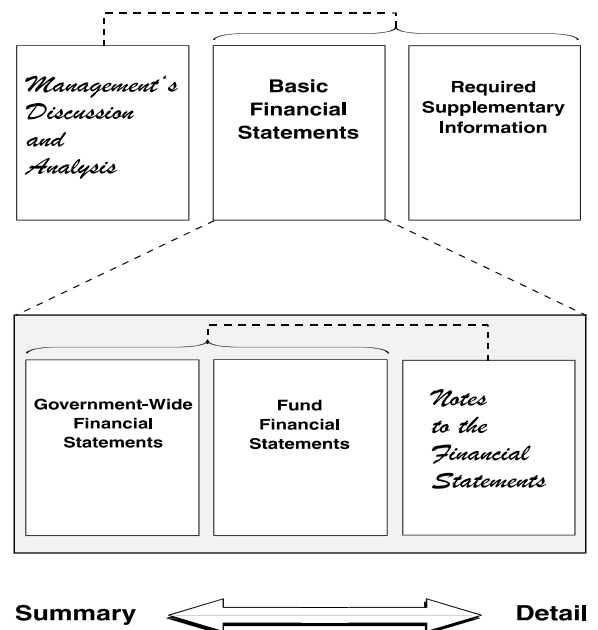 Management's
Discussion
and
Analysis
Basic
Financial
Statements
Required
Supplementary
Information
Government-Wide
Financial
Statements
Fund
Financial
Statements
Notes
to the
Financial
Statements
Summary
Detail